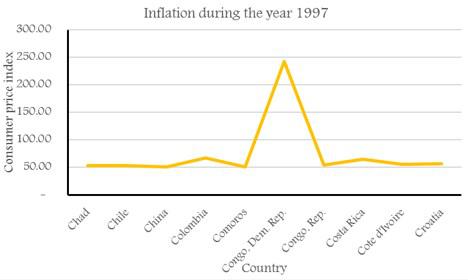 Inflation during the year 1997
Consumer price index
300.00
250.00
200.00
150.00
100.00
50.00
-
Chad
Chile
China
Colombia
Comoros
Congo, Dem. Rep.
Congo, Rep.
Costa Rica
Cote d'Ivoire
Croatia
Country